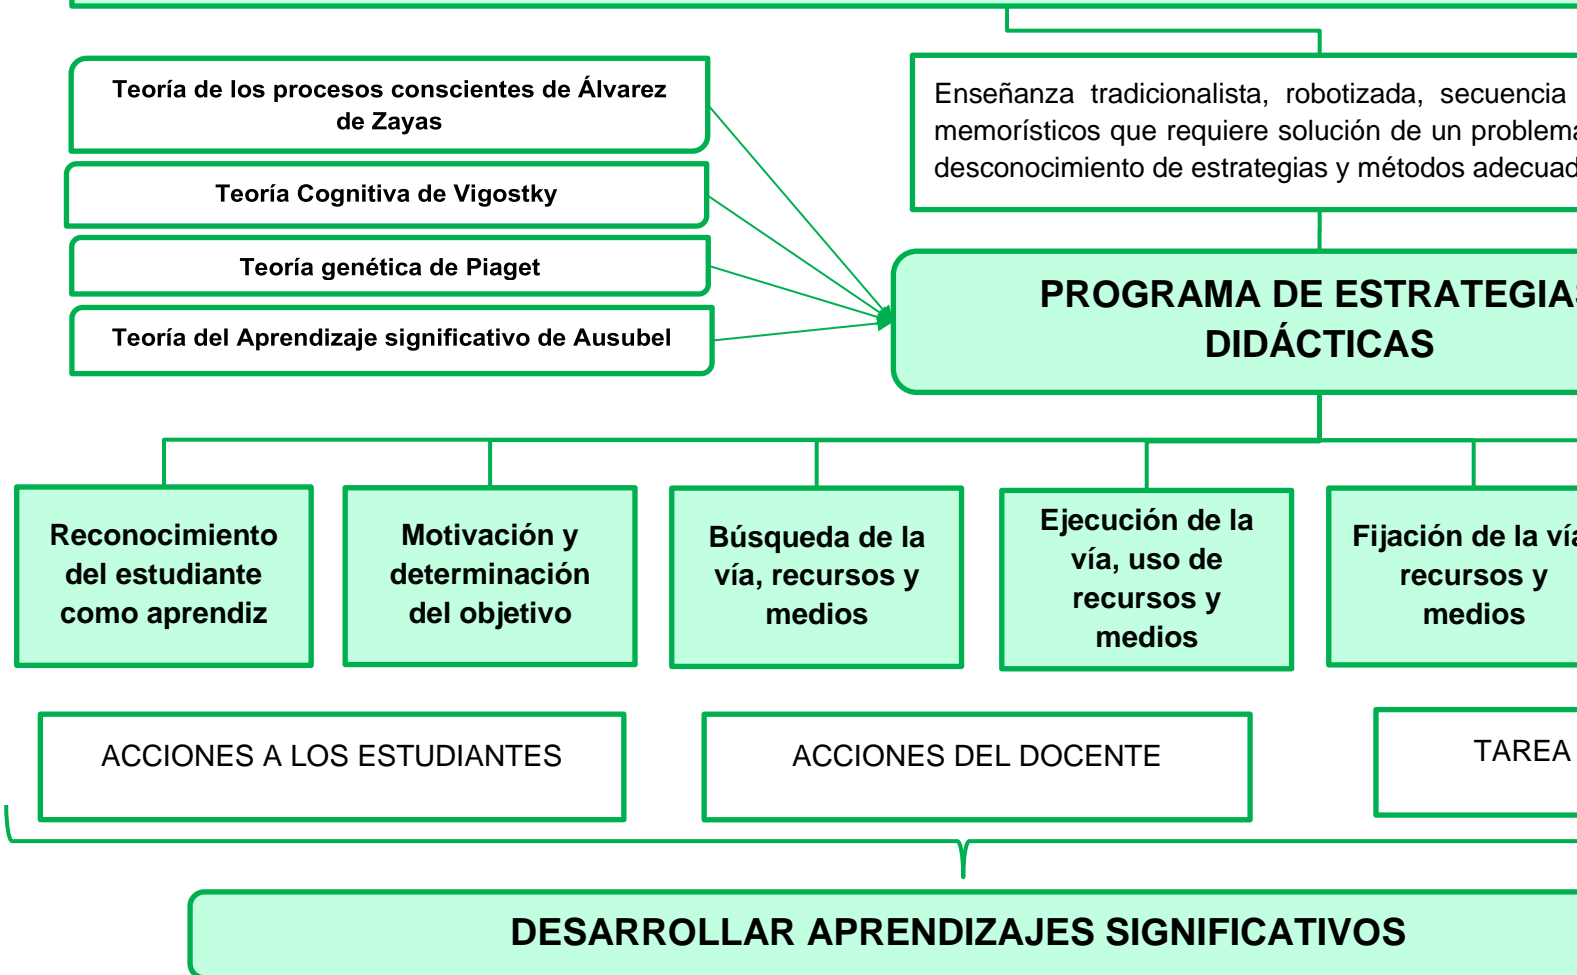 Teoría de los procesos conscientes de Álvarez
de Zayas
Teoría Cognitiva de Vigostky
Teoría genética de Piaget
Teoría del Aprendizaje significativo de Ausubel
Enseñanza tradicionalista, robotizada, secuencia
memorísticos que requiere solución de un
desconocimiento de estrategias y métodos
PROGRAMA DE
DIDÁCTICAS
Reconocimiento
del estudiante
como aprendiz
Motivación y
determinación
del objetivo
Búsqueda de la
vía, recursos y
medios
Ejecución de la
vía, uso de
recursos y
medios
Fijación de la
recursos y
medios
ACCIONES A LOS ESTUDIANTES
ACCIONES DEL DOCENTE
TAREA
DESARROLLAR APRENDIZAJES SIGNIFICATIVOS